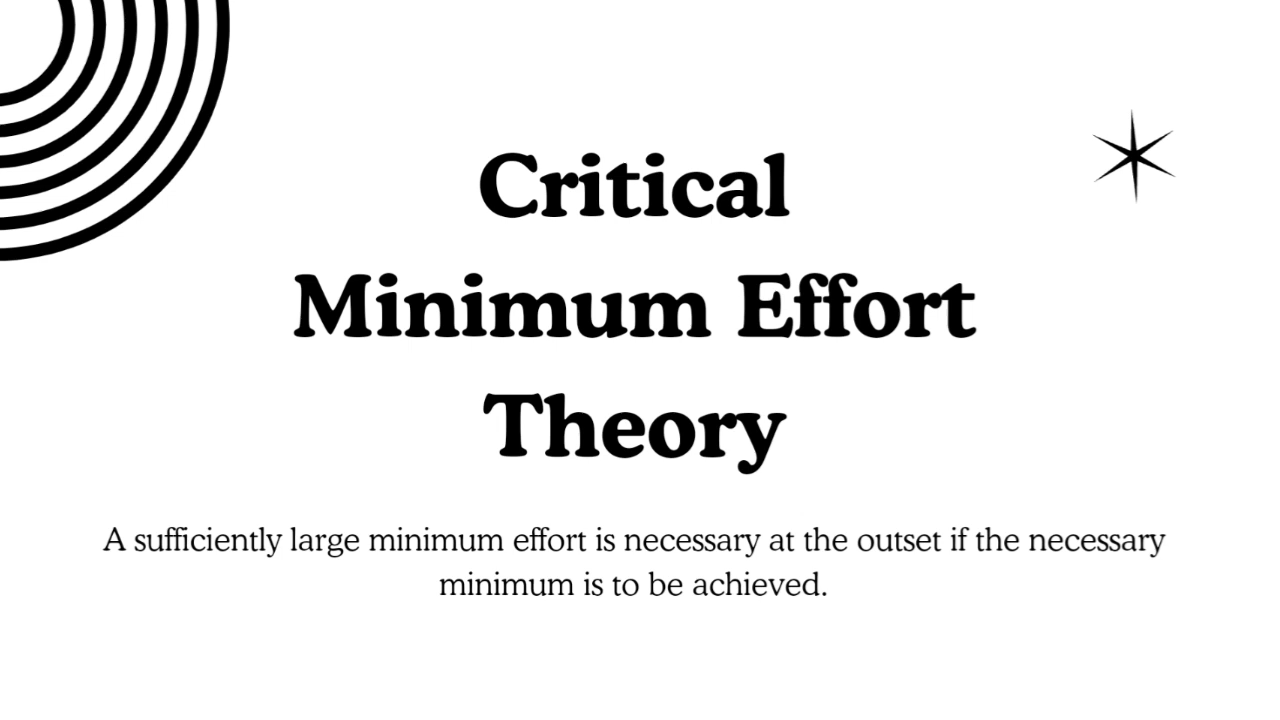 Critical
Minimum Effort
Theory
A sufficiently large minimum effort is necessary at the outset if the necessary
minimum is to be achieved.